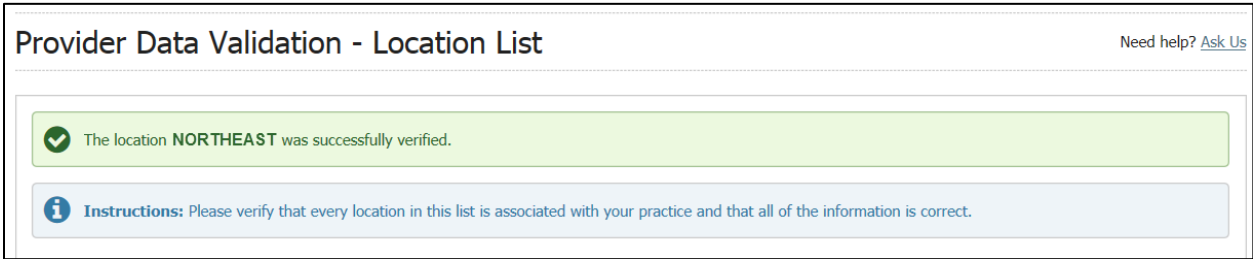 Provider Data Validation - Location List
Need help? Ask Us
The location NORTHEAST was successfully verified.
Instructions: Please verify that every location in this list is associated with your practice and that all of the information is correct.